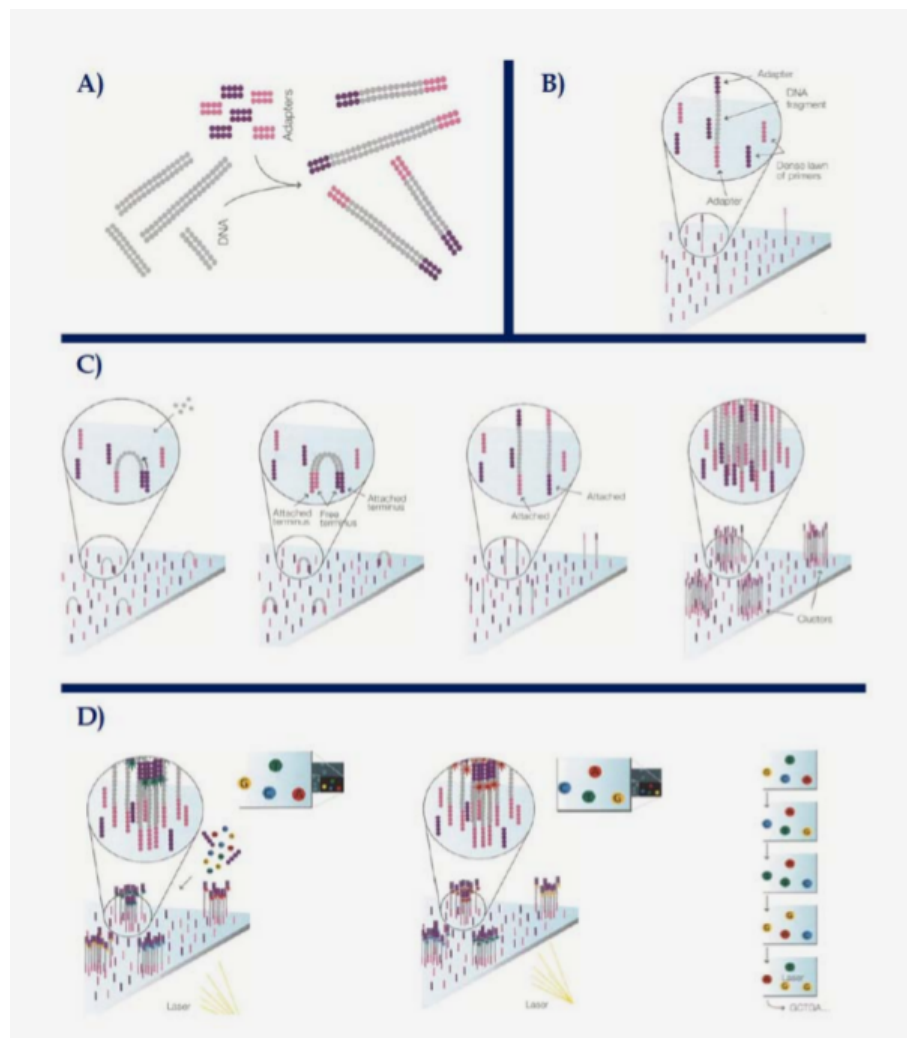 A)
Adapters
DNA
B)
Adapter
DNA
fragment
Dense lawn
of primers
Adapter
C)
Attached
terminus
Free
terminus
Attached
terminus
Attached
Attached
Clusters
D)
G
Laser
G
Laser
G
G
G
Laser
G
G
GCTGA...